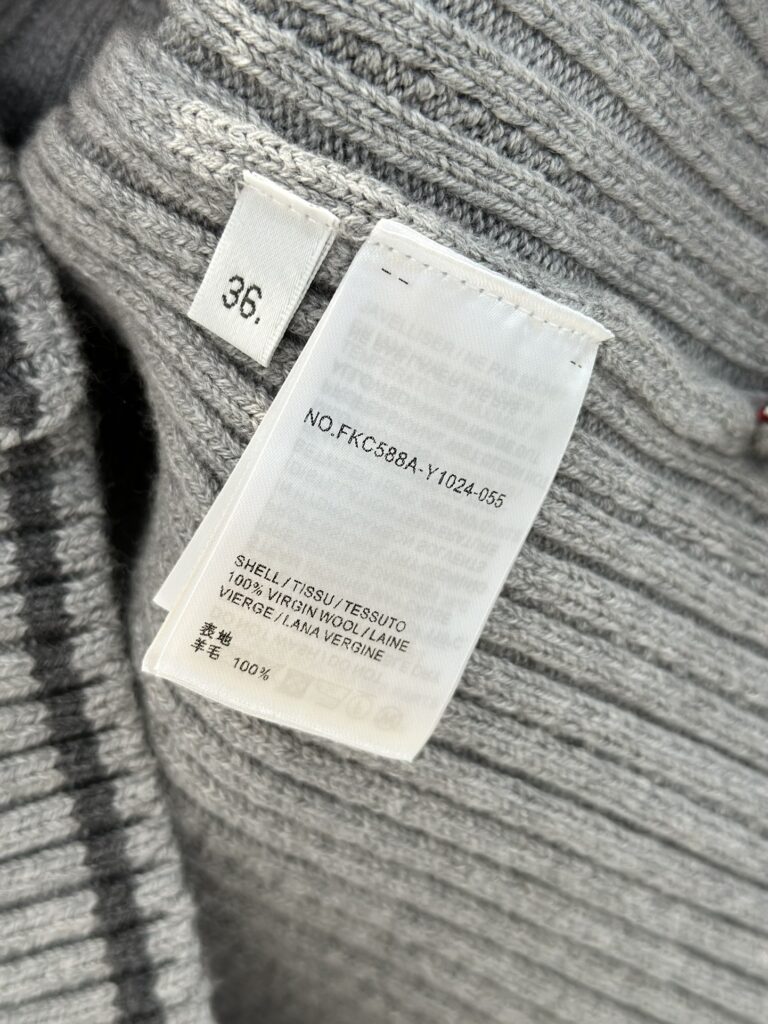 36.
NO.FKC588A-Y1024-055
SHELL/TISSU/TESSUTO
100% VIRGIN WOOL/LAINE
VIERGE/LANA VERGINE
表地
羊毛 100%